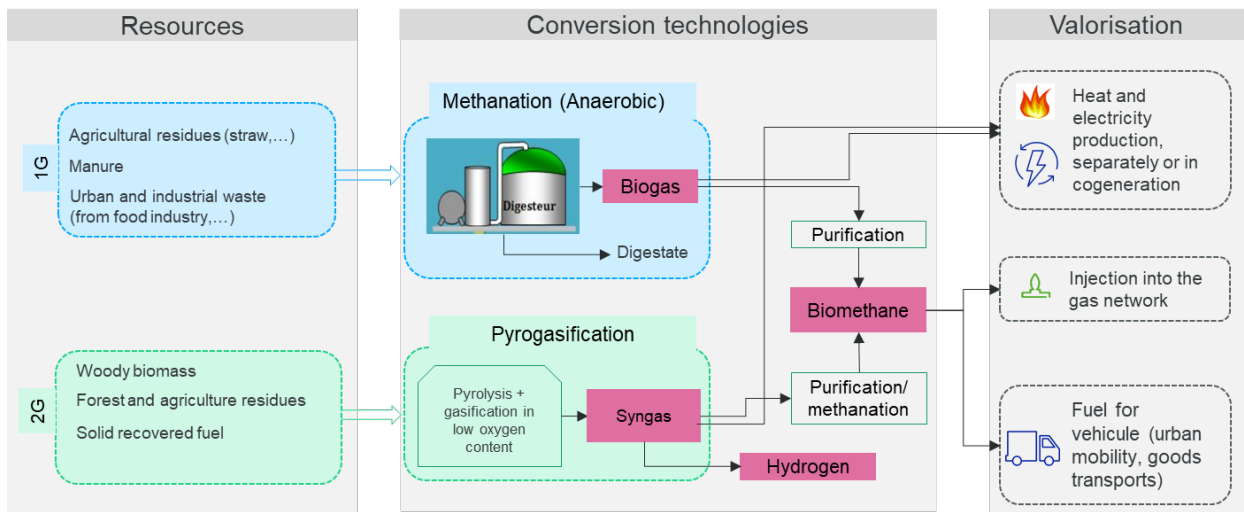 Resources
Conversion technologies
Valorisation
1G
Agricultural residues (straw,…)
Manure
Urban and industrial waste
(from food industry,…)
Methanation (Anaerobic)
Digesteur
Biogas
Digestate
Purification
Biomethane
Heat and
electricity
production,
separately or in
cogeneration
Injection into the
gas network
2G
Woody biomass
Forest and agriculture residues
Solid recovered fuel
Pyrogasification
Pyrolysis +
gasification in
low oxygen
content
Syngas
Purification/
methanation
Hydrogen
Fuel for
vehicule (urban
mobility, goods
transports)